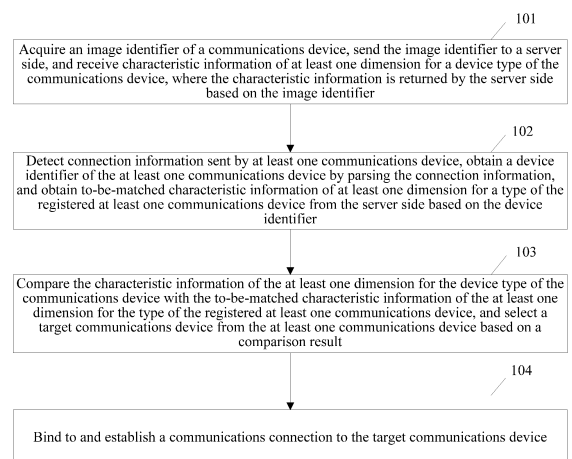 101
Acquire an image identifier of a communications device, send the image identifier to a server
side, and receive characteristic information of at least one dimension for a device type of the
communications device, where the characteristic information is returned by the server side
based on the image identifier
102
Detect connection information sent by at least one communications device, obtain a device
identifier of the at least one communications device by parsing the connection information,
and obtain to-be-matched characteristic information of at least one dimension for a type of the
registered at least one communications device from the server side based on the device
identifier
103
Compare the characteristic information of the at least one dimension for the device type of the
communications device with the to-be-matched characteristic information of the at least one
dimension for the type of the registered at least one communications device, and select a
target communications device from the at least one communications device based on a
comparison result
104
Bind to and establish a communications connection to the target communications device